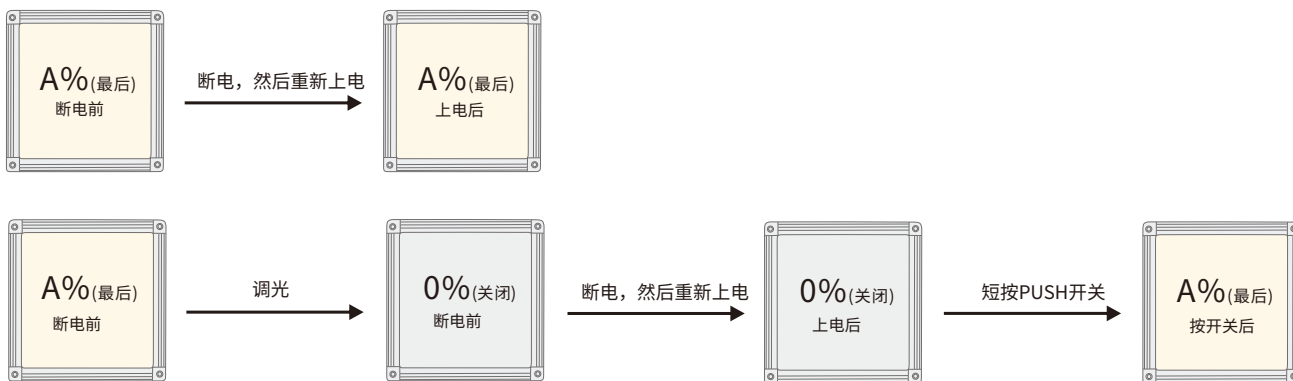 A%(最后)
断电前
断电，然后重新上电
A%(最后)
上电后
A%(最后)
断电前
调光
0%(关闭)
断电前
断电，然后重新上电
0%(关闭)
上电后
短按PUSH开关
A%(最后)
按开关后